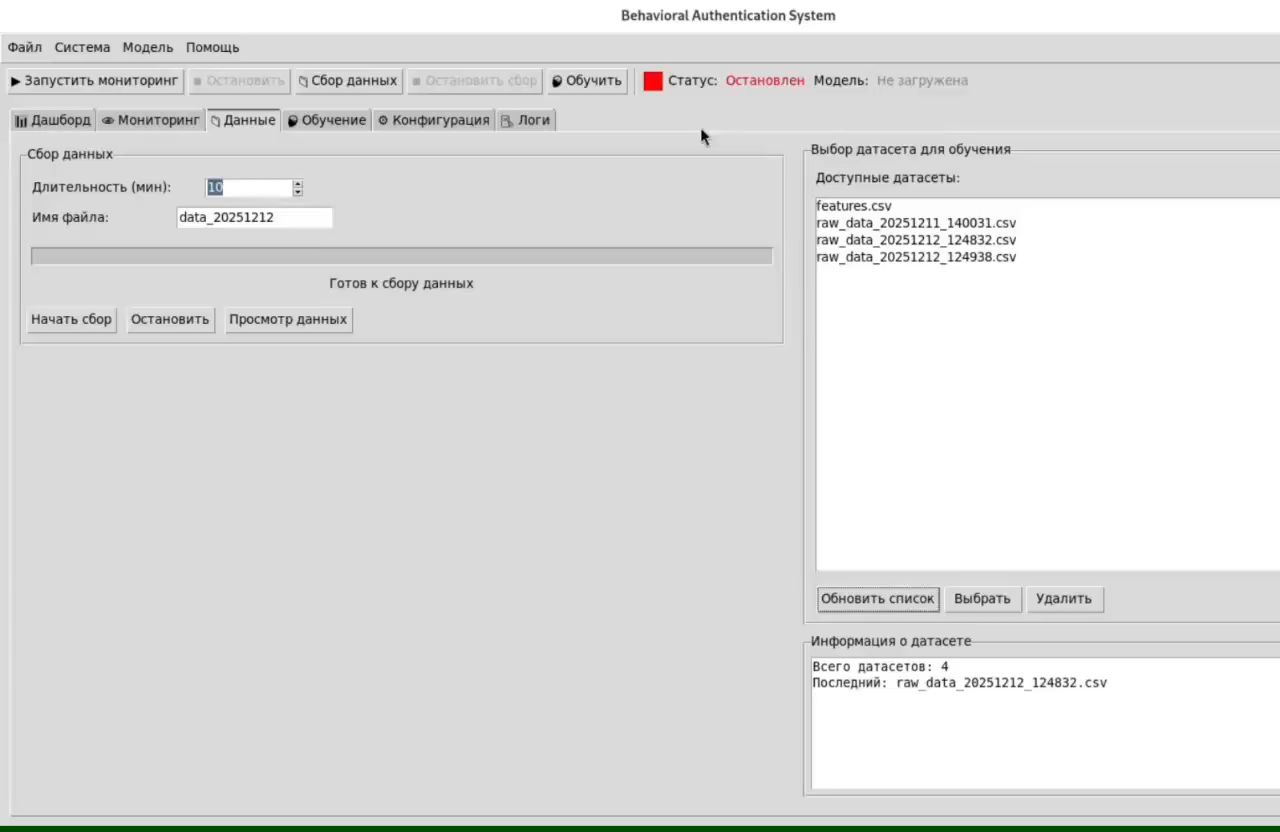 Behavioral Authentication System
Файл Система Модель Помощь
Запустить мониторинг Остановить Сбор данных Остановить сбор Обучить Статус: Остановлен Модель: Не загружена
Дашборд Мониторинг Данные Обучение Конфигурация Логи
Сбор данных
Длительность (мин): 10
Имя файла: data_20251212
Готов к сбору данных
Начать сбор Остановить Просмотр данных
Выбор датасета для обучения
Доступные датасеты:
features.csv
raw_data_20251211_140031.csv
raw_data_20251212_124832.csv
raw_data_20251212_124938.csv
Обновить список Выбрать Удалить
Информация о датасете
Всего датасетов: 4
Последний: raw_data_20251212_124832.csv